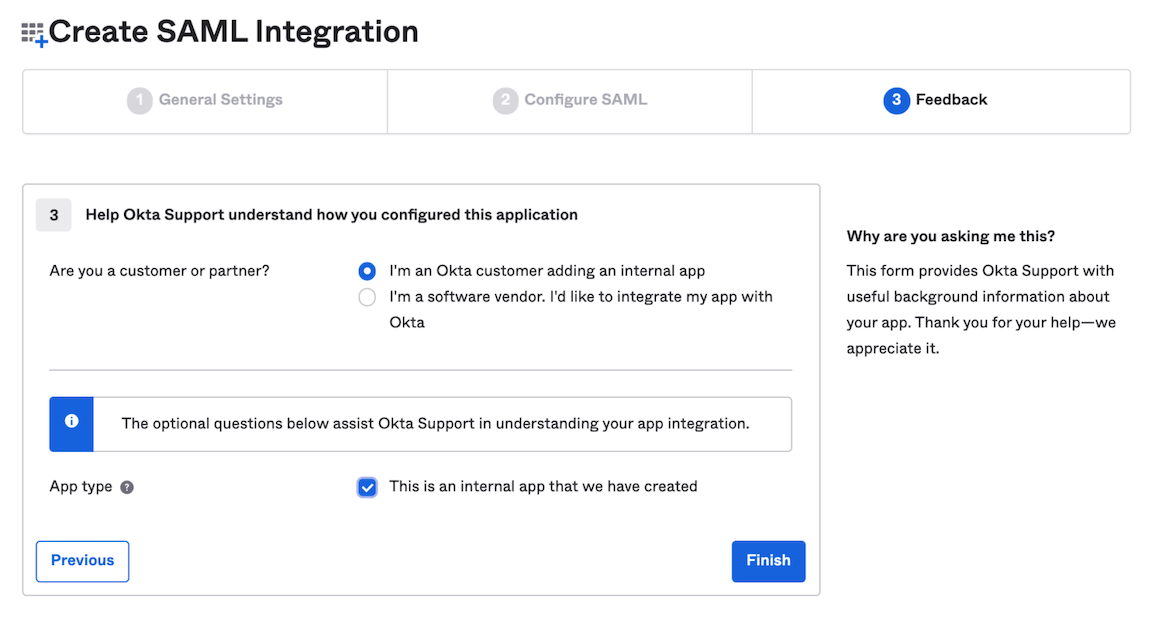 Create SAML Integration
1 General Settings
2 Configure SAML
3 Feedback
3 Help Okta Support understand how you configured this application
Are you a customer or partner?
I'm an Okta customer adding an internal app
I'm a software vendor. I'd like to integrate my app with
Okta
The optional questions below assist Okta Support in understanding your app integration.
App type ?
This is an internal app that we have created
Previous
Finish
Why are you asking me this?
This form provides Okta Support with
useful background information about
your app. Thank you for your help—we
appreciate it.